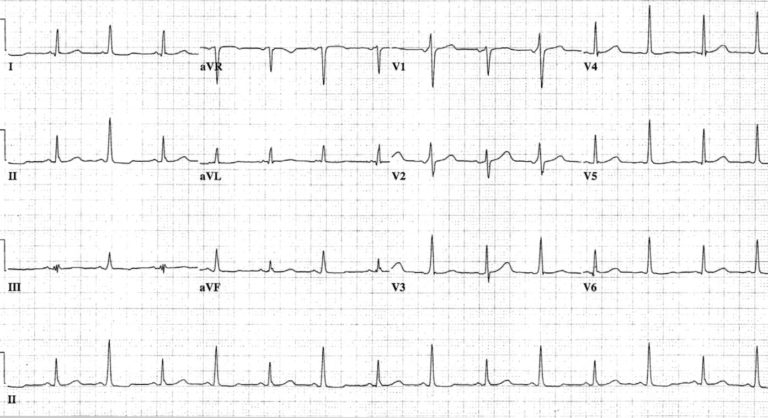 I aVR V1 V4
II aVL V2 V5
III aVF V3 V6
II